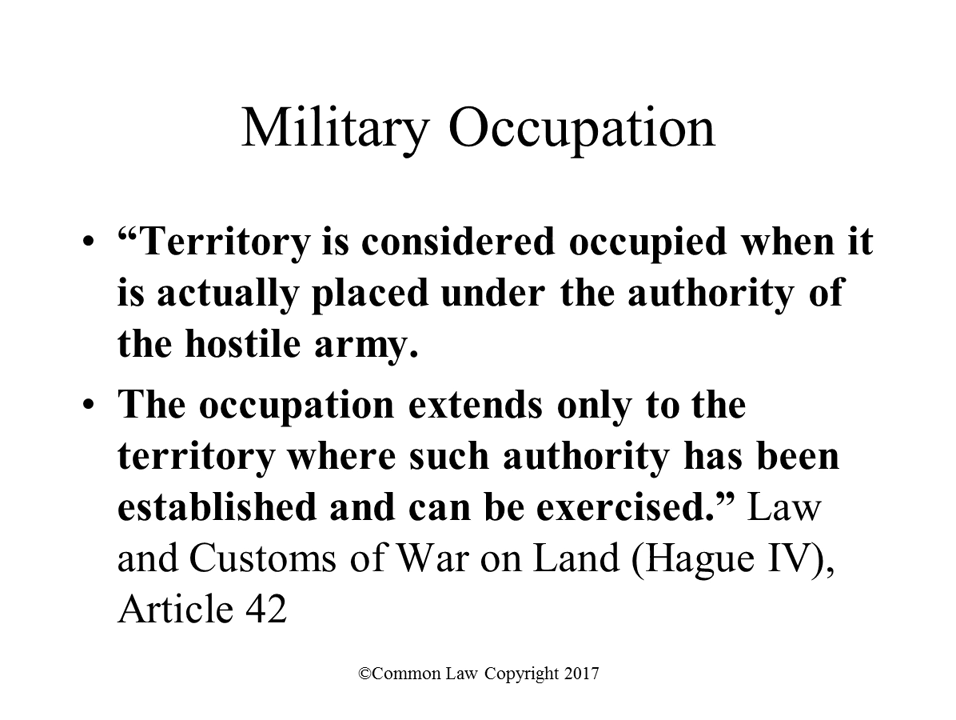 Military Occupation
• “Territory is considered occupied when it
is actually placed under the authority of
the hostile army.
• The occupation extends only to the
territory where such authority has been
established and can be exercised.” Law
and Customs of War on Land (Hague IV),
Article 42
©Common Law Copyright 2017